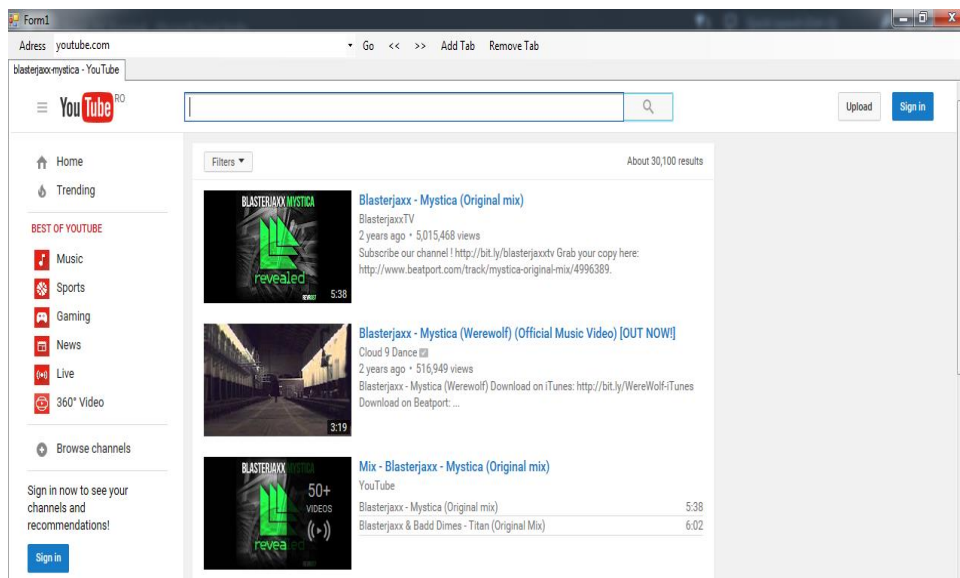 Form1
Adress youtube.com Go << >> Add Tab Remove Tab
blasterjaxx-mystica - YouTube
YouTube RO
Upload Sign in
Home
Trending
BEST OF YOUTUBE
Music
Sports
Gaming
News
Live
360° Video
Browse channels
Sign in now to see your
channels and
recommendations!
Sign in
Filters About 30,100 results
BLASTERJAXX MYSTICA
revealed
5:38
Blasterjaxx - Mystica (Original mix)
BlasterjaxxTV
2 years ago • 5,015,468 views
Subscribe our channel ! http://bit.ly/blasterjaxxtv Grab your copy here:
http://www.beatport.com/track/mystica-original-mix/4996389.
3:19
Blasterjaxx - Mystica (Werewolf) (Official Music Video) [OUT NOW!]
Cloud 9 Dance
2 years ago • 516,949 views
Blasterjaxx - Mystica (Werewolf) Download on iTunes: http://bit.ly/WereWolf-iTunes
Download on Beatport: ...
BLASTERJAXX MYSTICA
50+
VIDEOS
revealed
Mix - Blasterjaxx - Mystica (Original mix)
YouTube
Blasterjaxx - Mystica (Original mix) 5:38
Blasterjaxx & Badd Dimes - Titan (Original Mix) 6:02